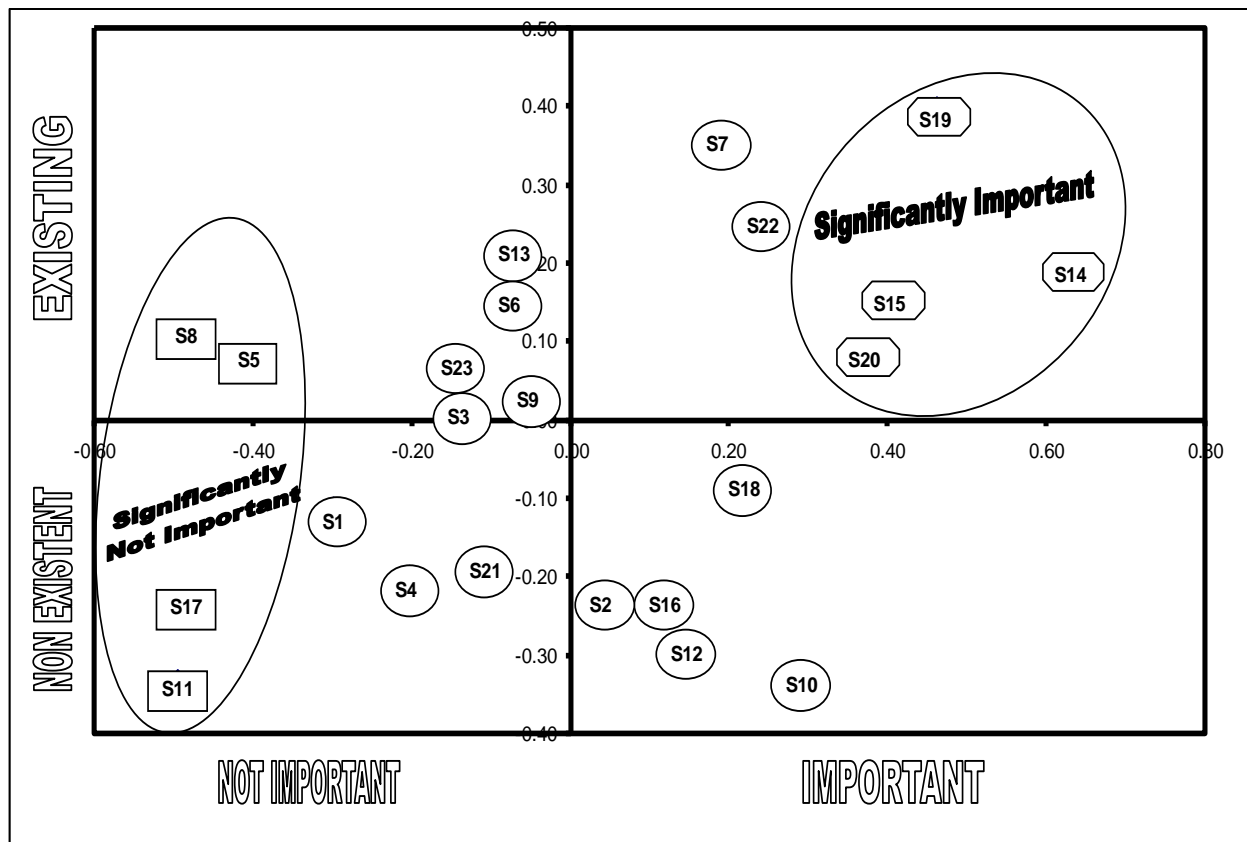 0.50
EXISTING
0.40
S19
S7
0.30
Significantly Important
S22
S13
20
S14
S6
S15
S8
0.10
S5
S20
S23
S9
S3
-0.60
-0.40
-0.20
0.00
0.20
0.40
0.60
0.80
NON EXISTENT
Significantly
Not Important
S18
-0.10
S1
S21
-0.20
S4
S17
S2
S16
-0.30
S12
S11
S10
0.40
NOT IMPORTANT
IMPORTANT